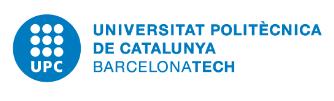 UPC
UNIVERSITAT POLITÈCNICA
DE CATALUNYA
BARCELONATECH